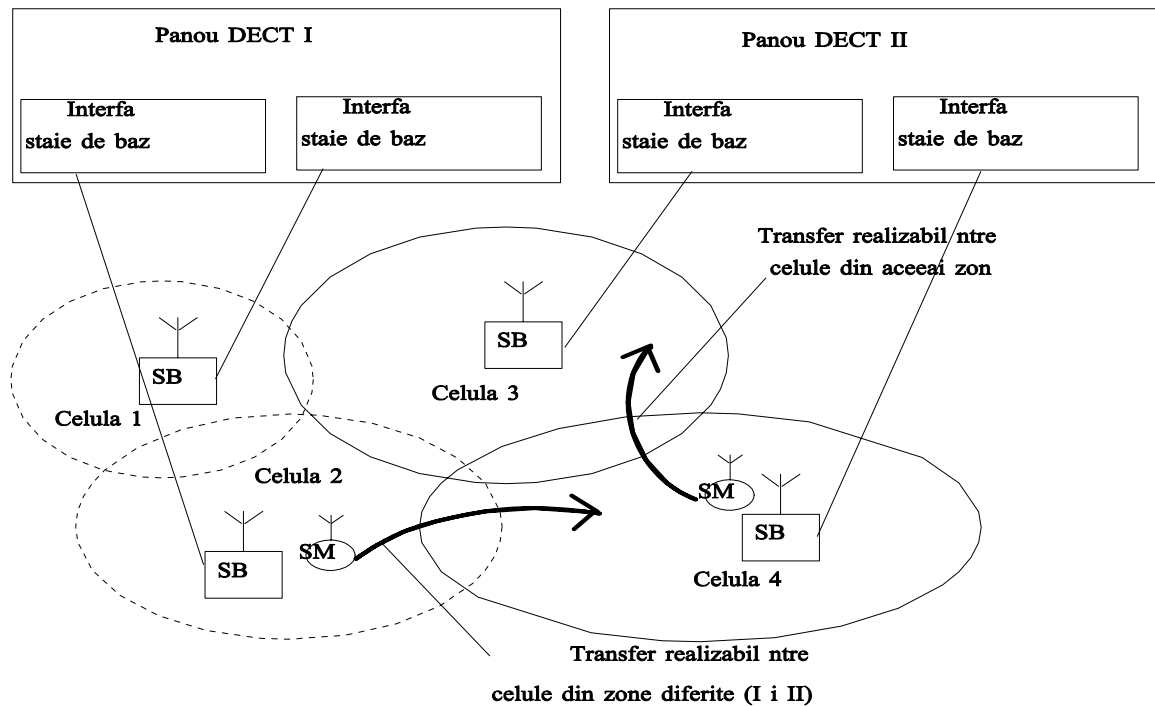 Panou DECT I
Panou DECT II
Interfa
staie de baz
Interfa
staie de baz
Interfa
staie de baz
Interfa
staie de baz
Transfer realizabil ntre
celule din aceeai zon
SB
SB
Celula 3
Celula 1
Celula 2
SM
SB
SM
SB
Celula 4
Transfer realizabil ntre
celule din zone diferite (I i II)